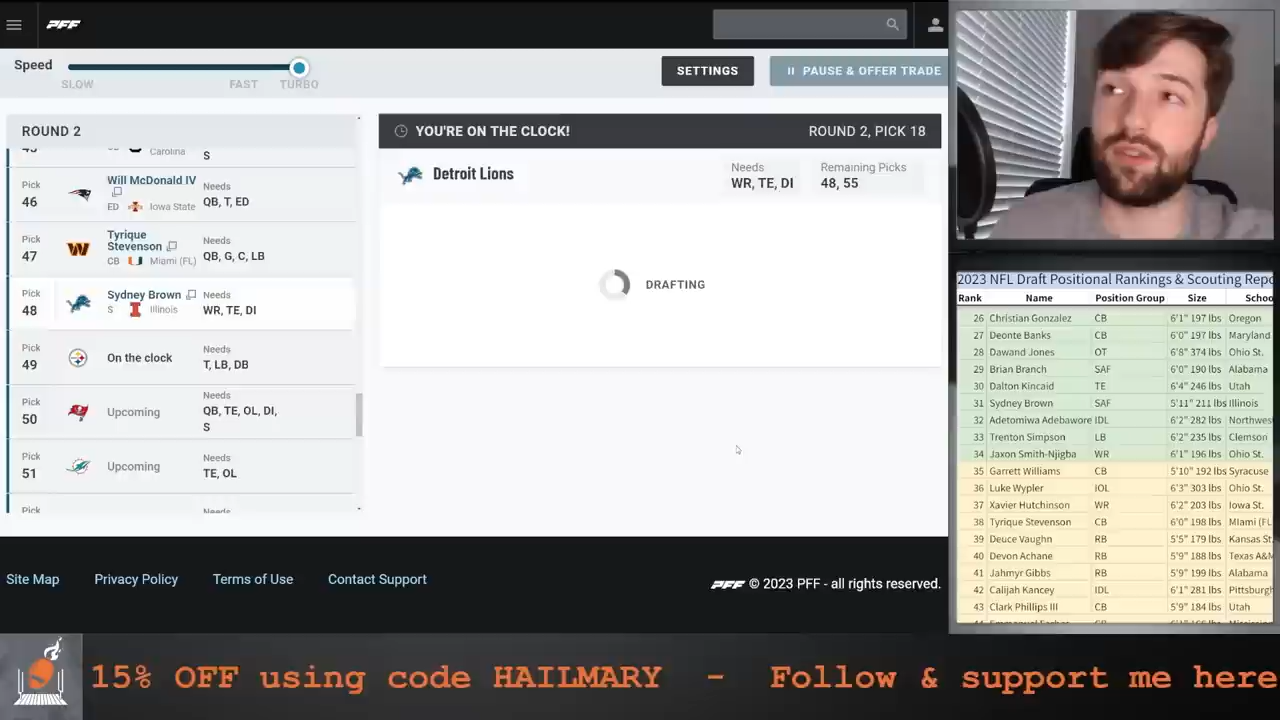 PFF
Speed
SLOW
FAST
TURBO
SETTINGS
PAUSE & OFFER TRADE
ROUND 2
Carolina
S
Pick
46
Will McDonald IV
ED
Iowa State
Needs
QB, T, ED
Pick
47
Tyrique
Stevenson
CB
Miami (FL)
Needs
QB, G, C, LB
Pick
48
Sydney Brown
S
Illinois
Needs
WR, TE, DI
Pick
49
On the clock
Needs
T, LB, DB
Pick
50
Upcoming
Needs
QB, TE, OL, DI,
S
Pick
51
Upcoming
Needs
TE, OL
Pick
Needs
YOU'RE ON THE CLOCK!
ROUND 2, PICK 18
Detroit Lions
Needs
WR, TE, DI
Remaining Picks
48, 55
DRAFTING
Site Map
Privacy Policy
Terms of Use
Contact Support
PFF © 2023 PFF - all rights reserved.
2023 NFL Draft Positional Rankings & Scouting Repo
Rank Name Position Group Size Schoo
26 Christian Gonzalez CB 6'1" 197 lbs Oregon
27 Deonte Banks CB 6'0" 197 lbs Maryland
28 Dawand Jones OT 6'8" 374 lbs Ohio St.
29 Brian Branch SAF 6'0" 190 lbs Alabama
30 Dalton Kincaid TE 6'4" 246 lbs Utah
31 Sydney Brown SAF 5'11" 211 lbs Illinois
32 Adetomiwa Adebawore IDL 6'2" 282 lbs Northwes
33 Trenton Simpson LB 6'2" 235 lbs Clemson
34 Jaxon Smith-Njigba WR 6'1" 196 lbs Ohio St.
35 Garrett Williams CB 5'10" 192 lbs Syracuse
36 Luke Wypler IOL 6'3" 303 lbs Ohio St.
37 Xavier Hutchinson WR 6'2" 203 lbs Iowa St.
38 Tyrique Stevenson CB 6'0" 198 lbs MIami (FL
39 Deuce Vaughn RB 5'5" 179 lbs Kansas St
40 Devon Achane RB 5'9" 188 lbs Texas A&M
41 Jahmyr Gibbs RB 5'9" 199 lbs Alabama
42 Calijah Kancey IDL 6'1" 281 lbs Pittsburgh
43 Clark Phillips III CB 5'9" 184 lbs Utah
15% OFF using code HAILMARY - Follow & support me here